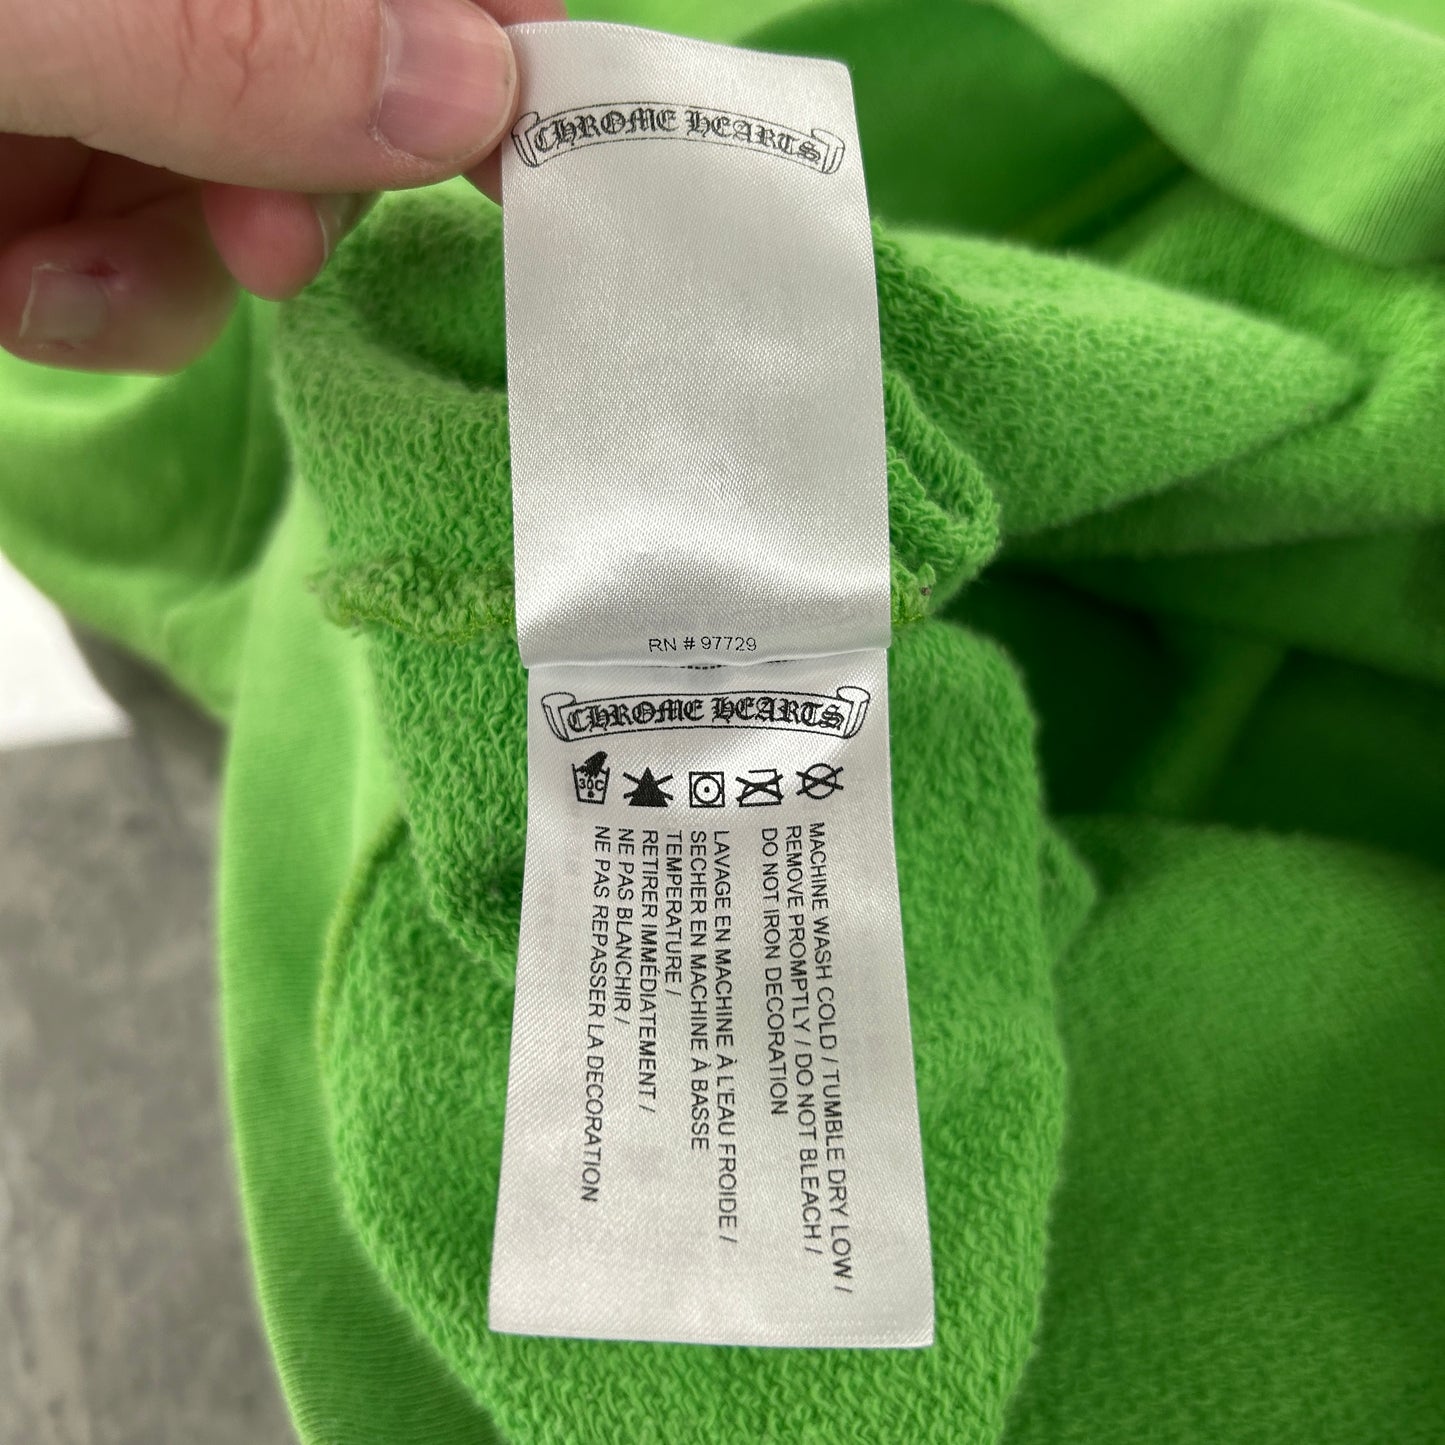 CHROME HEARTS
RN # 97729
CHROME HEARTS
30C
MACHINE WASH COLD / TUMBLE DRY LOW /
REMOVE PROMPTLY / DO NOT BLEACH /
DO NOT IRON DECORATION
LAVAGE EN MACHINE À L'EAU FROIDE /
SECHER EN MACHINE À BASSE
TEMPERATURE /
RETIRER IMMÉDIATEMENT /
NE PAS BLANCHIR /
NE PAS REPASSER LA DECORATION